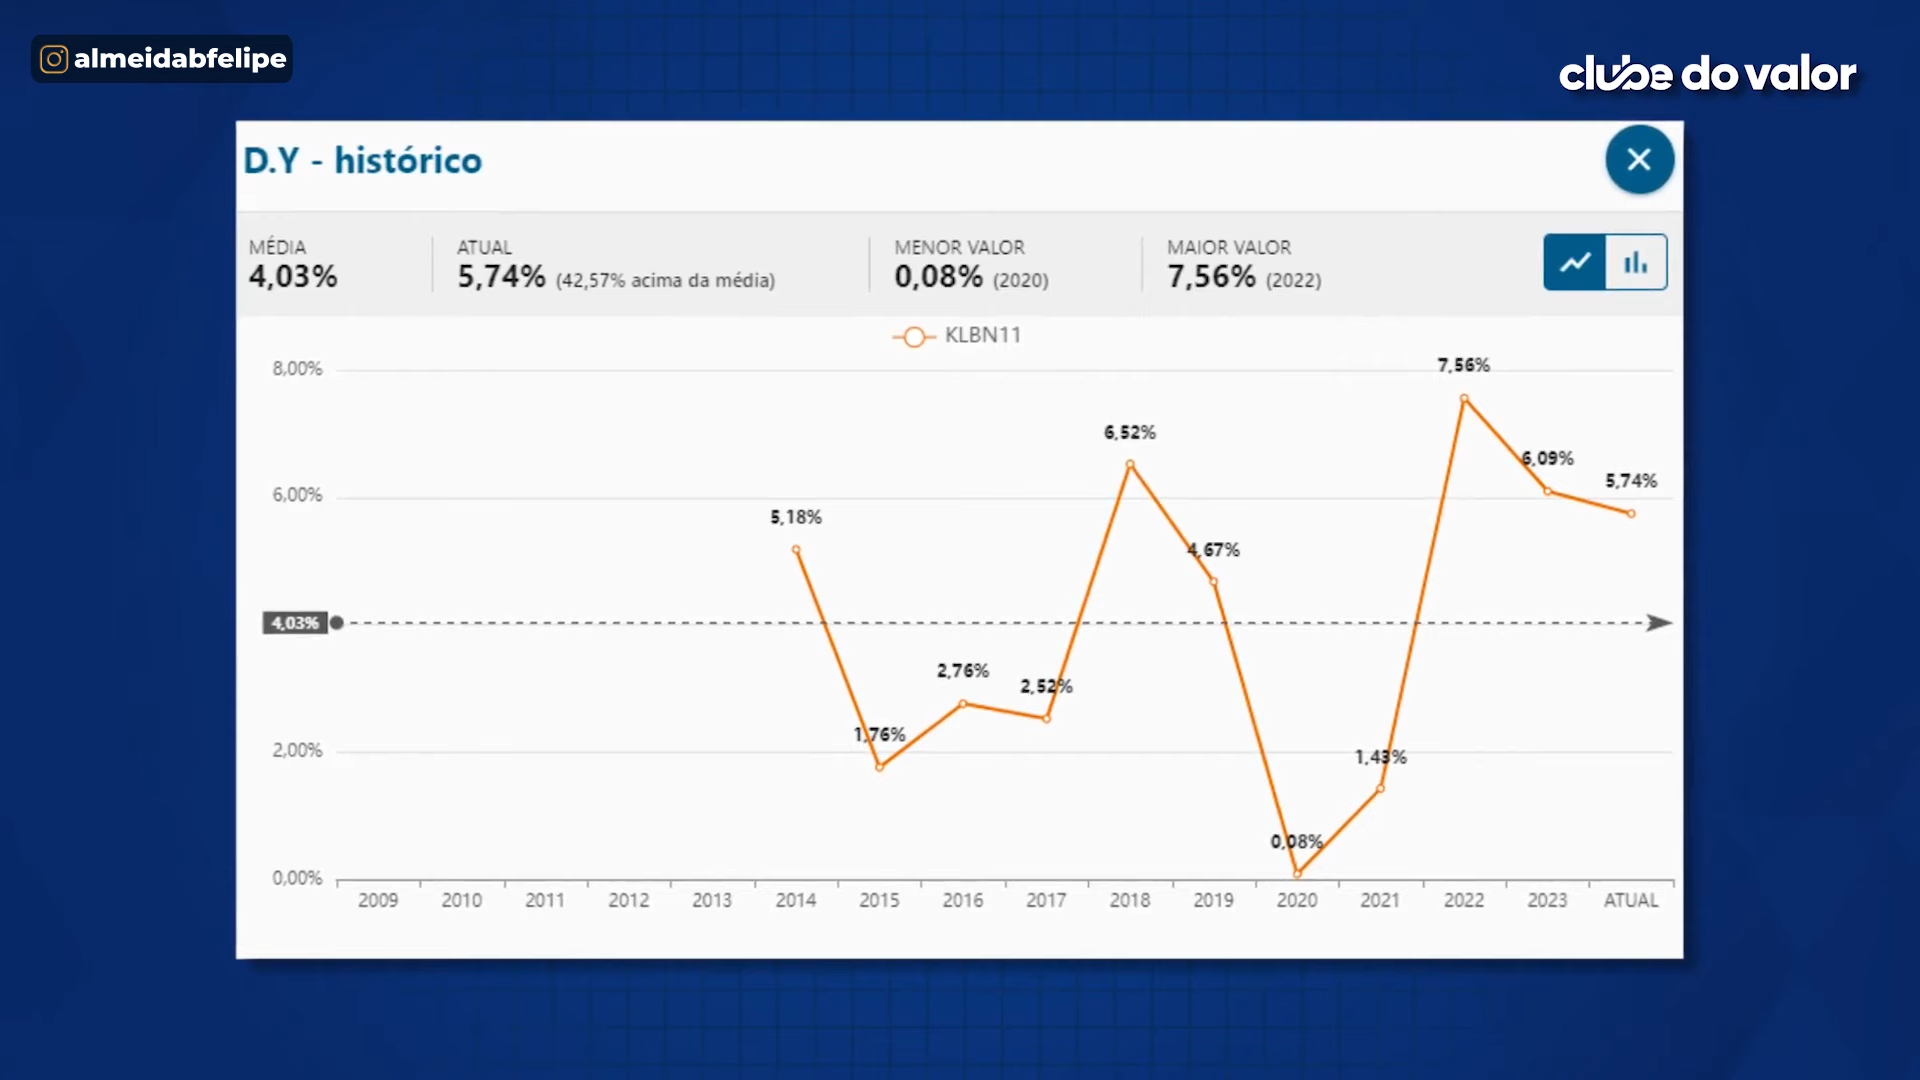 almeidabfelipe
clube do valor
D.Y - histórico
MÉDIA
4,03%
ATUAL
5,74% (42,57% acima da média)
MENOR VALOR
0,08% (2020)
MAIOR VALOR
7,56% (2022)
KLBN11
8,00%
7,56%
6,52%
6,09%
5,74%
6,00%
5,18%
4,67%
4,03%
2,76%
2,52%
1,76%
2,00%
1,43%
0,08%
0,00%
2009 2010 2011 2012 2013 2014 2015 2016 2017 2018 2019 2020 2021 2022 2023 ATUAL